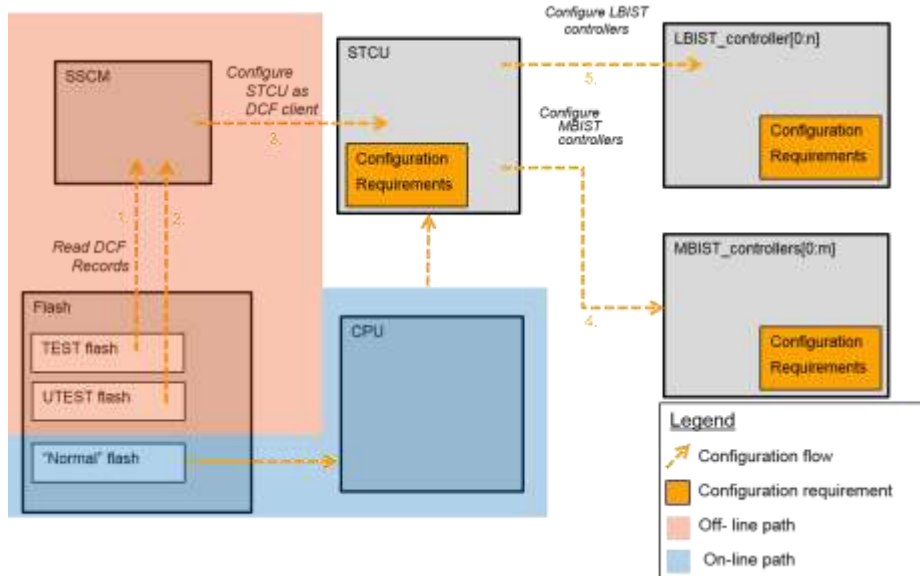 Configure LBIST
controllers
SSCM
Configure
STCU as
DCF client
STCU
LBIST_controller[0:n]
5.
3.
Configure
MBIST
controllers
Configuration
Requirements
Configuration
Requirements
1.
2.
Read DCF
Records
MBIST_controllers[0:m]
Flash
CPU
4.
TEST flash
Configuration
Requirements
UTEST flash
"Normal" flash
Legend
Configuration flow
Configuration requirement
Off- line path
On-line path